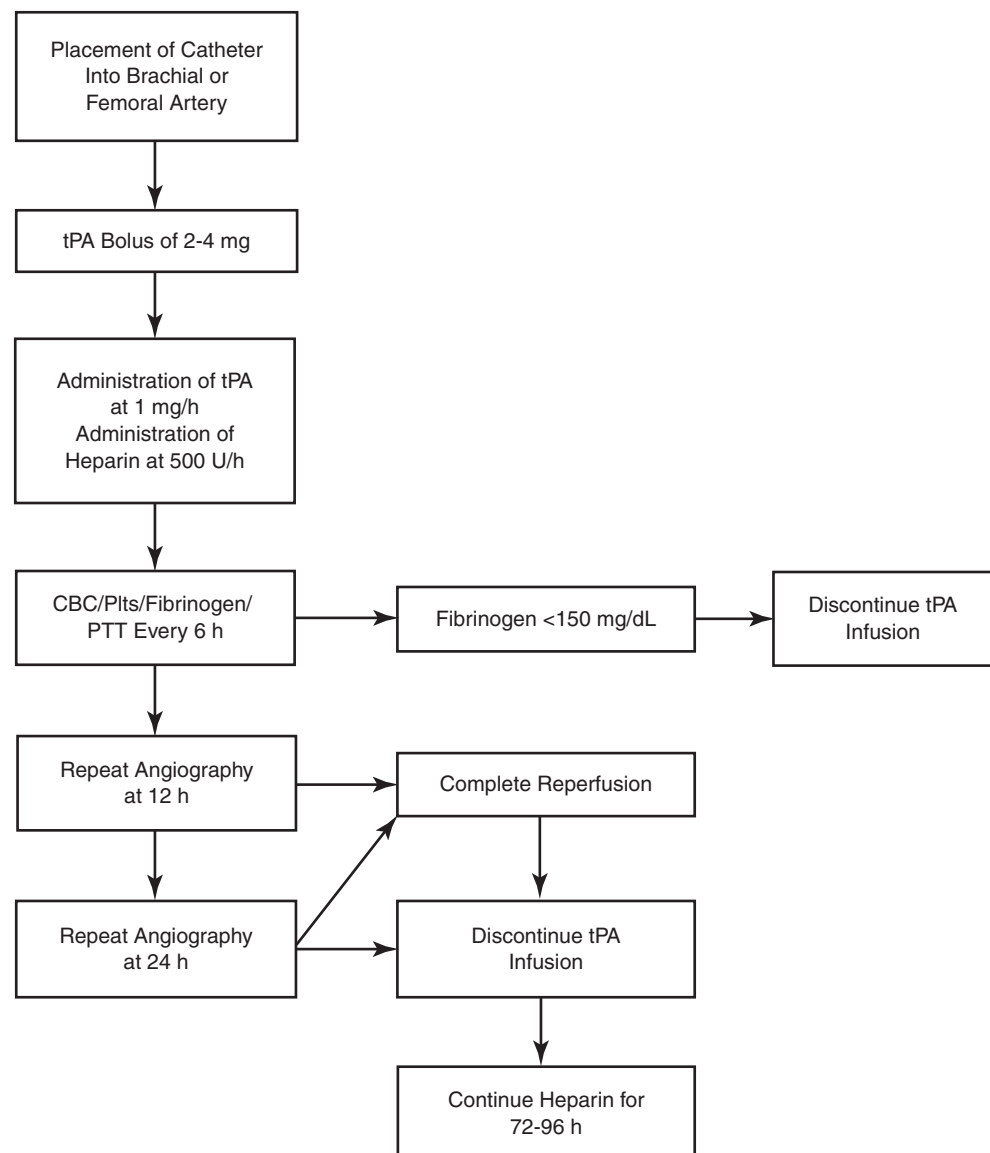 Placement of Catheter
Into Brachial or
Femoral Artery
tPA Bolus of 2-4 mg
Administration of tPA
at 1 mg/h
Administration of
Heparin at 500 U/h
CBC/Plts/Fibrinogen/
PTT Every 6 h
Fibrinogen <150 mg/dL
Discontinue tPA
Infusion
Repeat Angiography
at 12 h
Complete Reperfusion
Repeat Angiography
at 24 h
Discontinue tPA
Infusion
Continue Heparin for
72-96 h